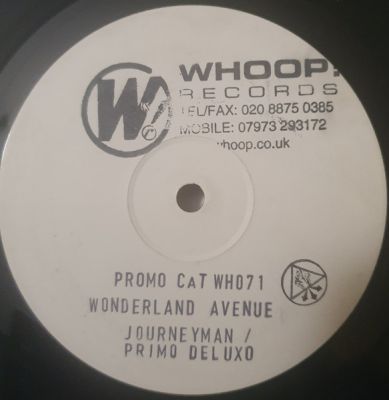 W!
WHOOP!
RECORDS
TEL/FAX: 020 8875 0385
MOBILE: 07973 293172
whoop.co.uk
PROMO CAT WH071
WONDERLAND AVENUE
JOURNEYMAN /
PRIMO DELUXO